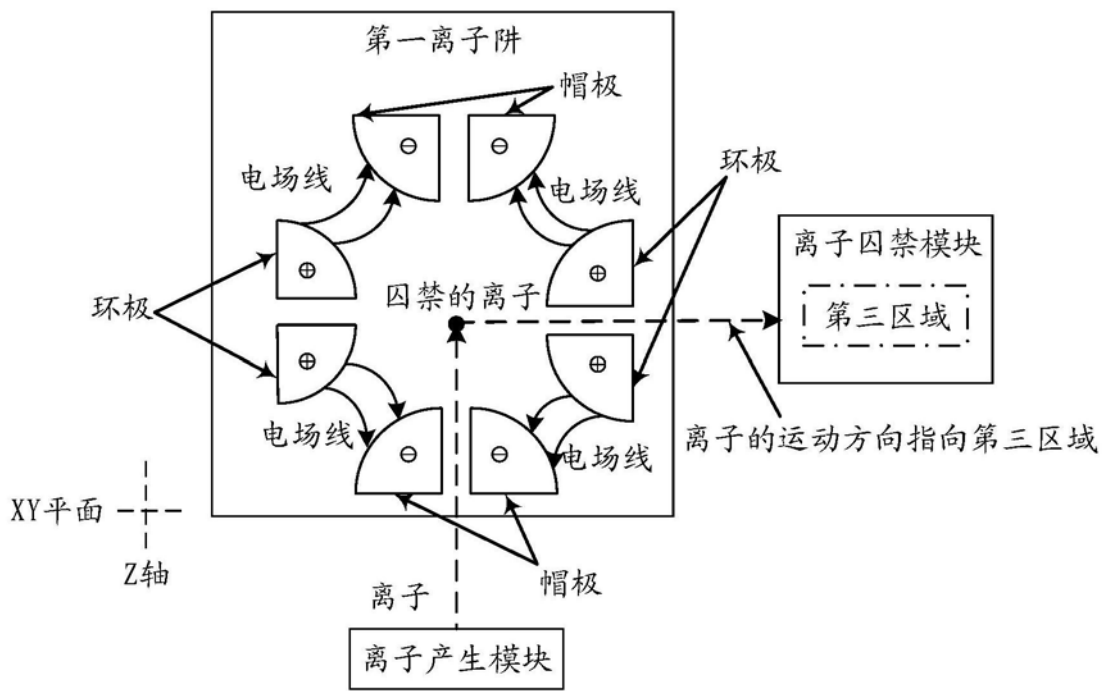 第一离子阱
帽极
电场线
电场线
环极
⊖
⊖
⊕
⊕
离子囚禁模块
第三区域
囚禁的离子
环极
⊕
⊕
电场线
电场线
⊖
⊖
离子的运动方向指向第三区域
XY平面
Z轴
帽极
离子
离子产生模块